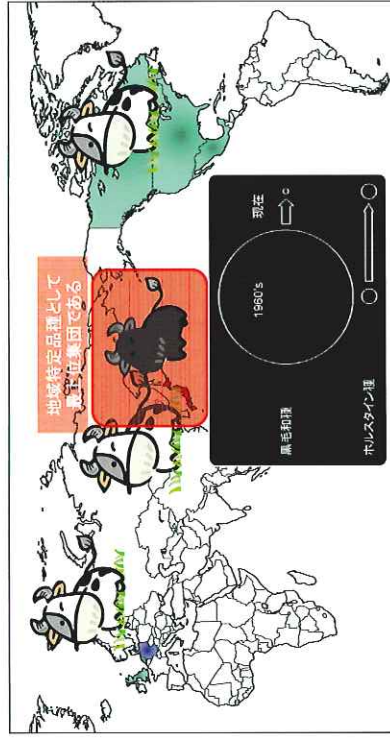 地域特定品種として
最上位集団である
1960's
現在
黒毛和種
ホルスタイン種